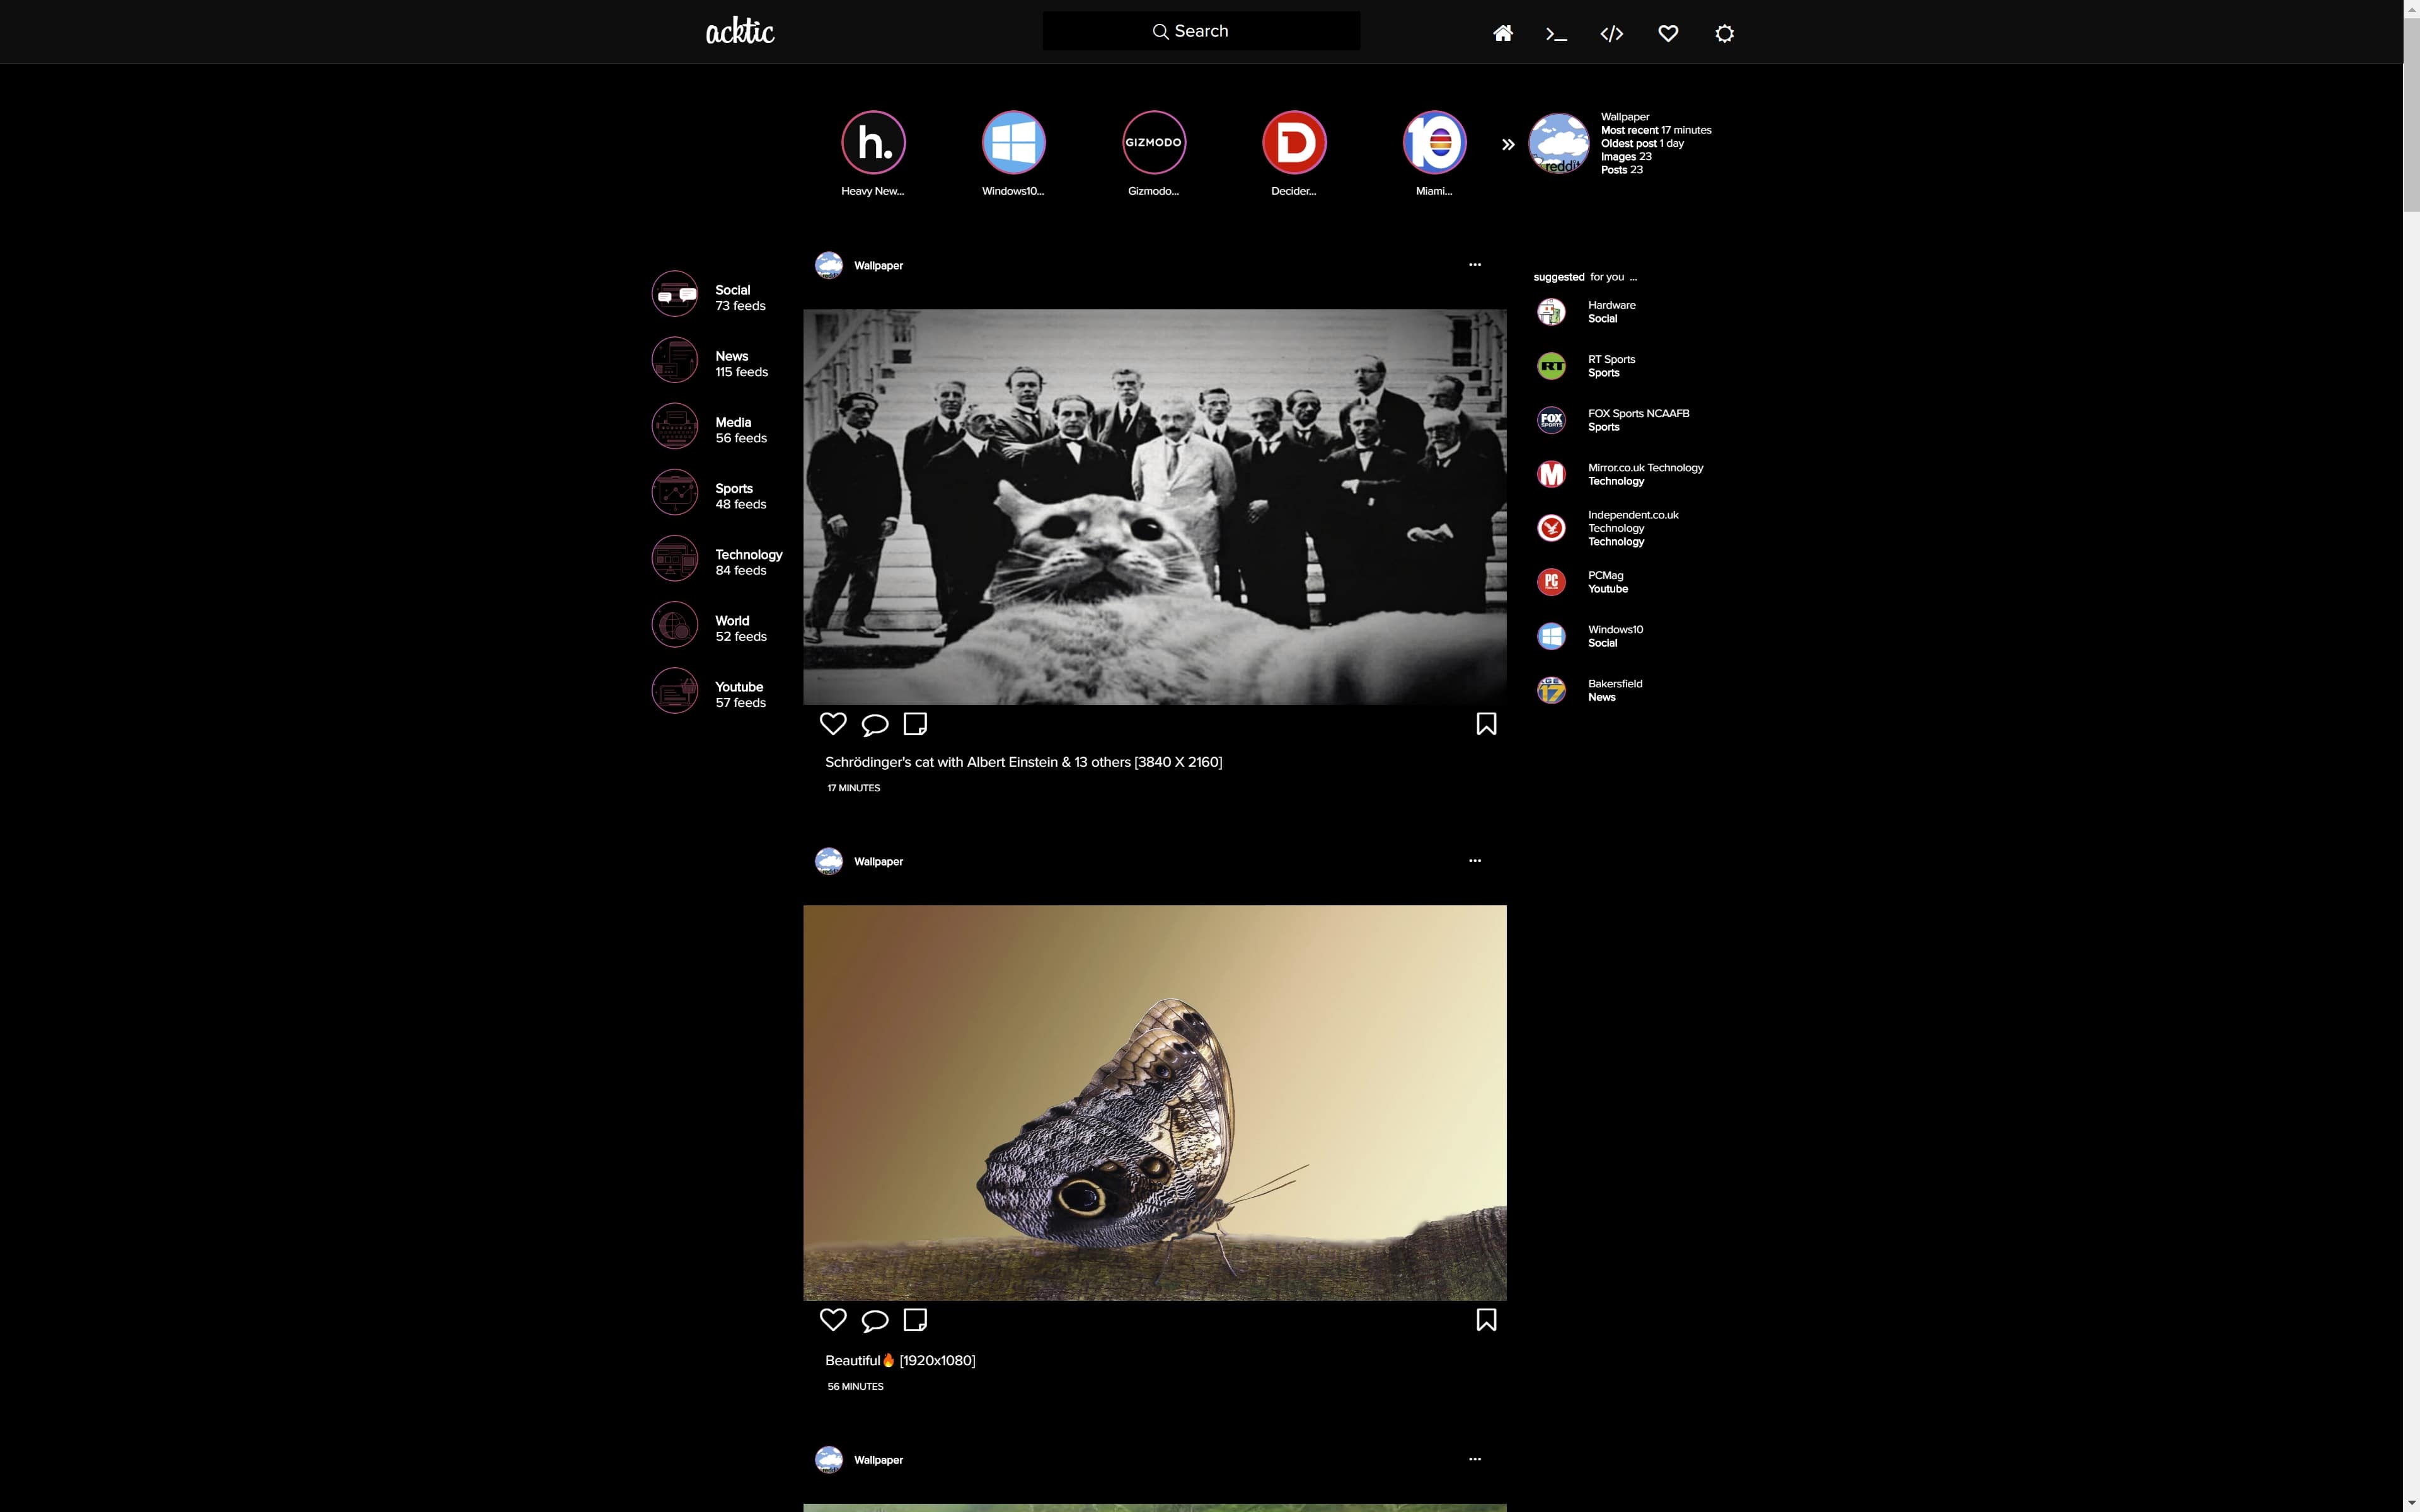 acktic
Search
h.
GIZMODO
D
10
Heavy New...
Windows10...
Gizmodo...
Decider...
Miami...
reddit
Wallpaper
Most recent 17 minutes
Oldest post 1 day
Images 23
Posts 23
Wallpaper
Social
73 feeds
News
115 feeds
Media
56 feeds
Sports
48 feeds
Technology
84 feeds
World
52 feeds
Youtube
57 feeds
suggested for you ...
Hardware
Social
RT
RT Sports
Sports
FOX
SPORTS
FOX Sports NCAAFB
Sports
M
Mirror.co.uk Technology
Technology
Independent.co.uk
Technology
Technology
PC
PCMag
Youtube
Windows10
Social
17
Bakersfield
News
Schrödinger's cat with Albert Einstein & 13 others [3840 X 2160]
17 MINUTES
Wallpaper
Beautiful🔥 [1920x1080]
56 MINUTES
Wallpaper